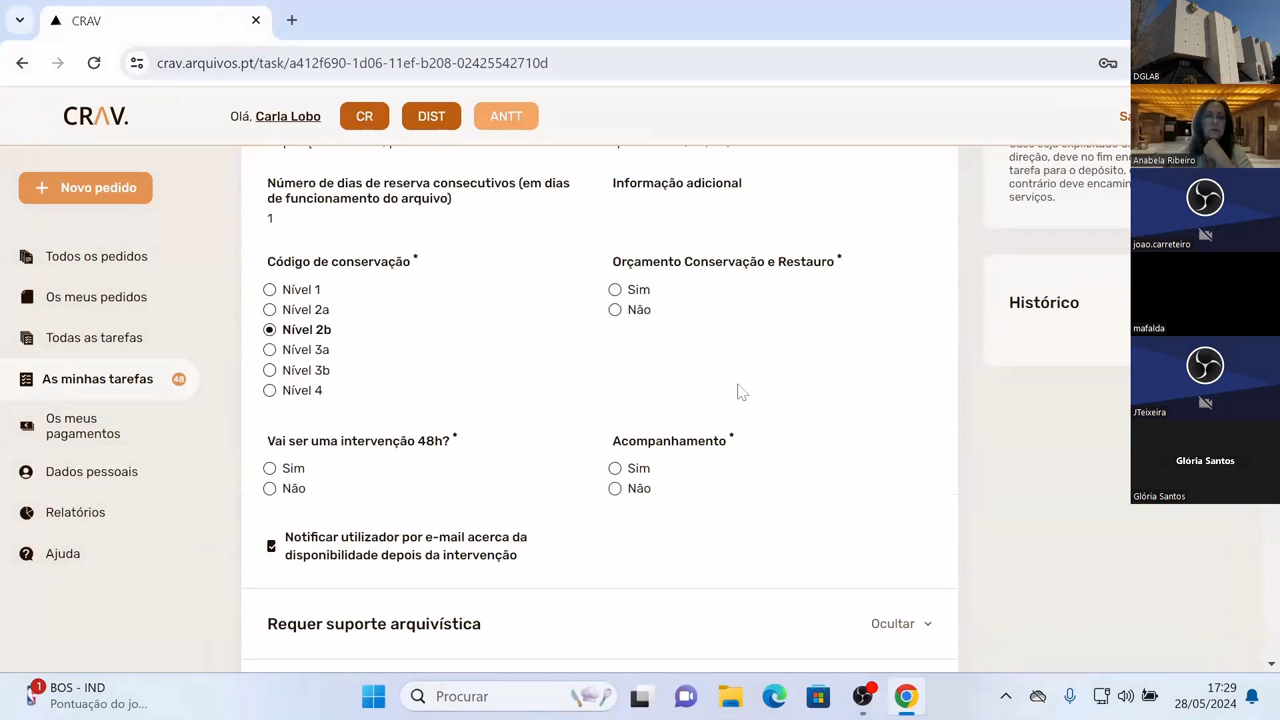 CRAV
crav.arquivos.pt/task/a412f690-1d06-11ef-b208-02425542710d
CRAV.
Olá, Carla Lobo
CR
DIST
ANTT
Novo pedido
Todos os pedidos
Os meus pedidos
Todas as tarefas
As minhas tarefas 48
Os meus
pagamentos
Dados pessoais
Relatórios
Ajuda
Número de dias de reserva consecutivos (em dias
de funcionamento do arquivo)
1
Informação adicional
Código de conservação *
Nível 1
Nível 2a
Nível 2b
Nível 3a
Nível 3b
Nível 4
Orçamento Conservação e Restauro *
Sim
Não
Vai ser uma intervenção 48h? *
Sim
Não
Acompanhamento *
Sim
Não
Notificar utilizador por e-mail acerca da
disponibilidade depois da intervenção
Requer suporte arquivística
Ocultar
direção, deve no fim
tarefa para o depósito,
contrário deve
serviços.
Histórico
DGLAB
Anabela Ribeiro
joao.carreteiro
mafalda
JTeixeira
Glória Santos
Glória Santos
1
BOS - IND
Pontuação do jo...
Procurar
17:29
28/05/2024